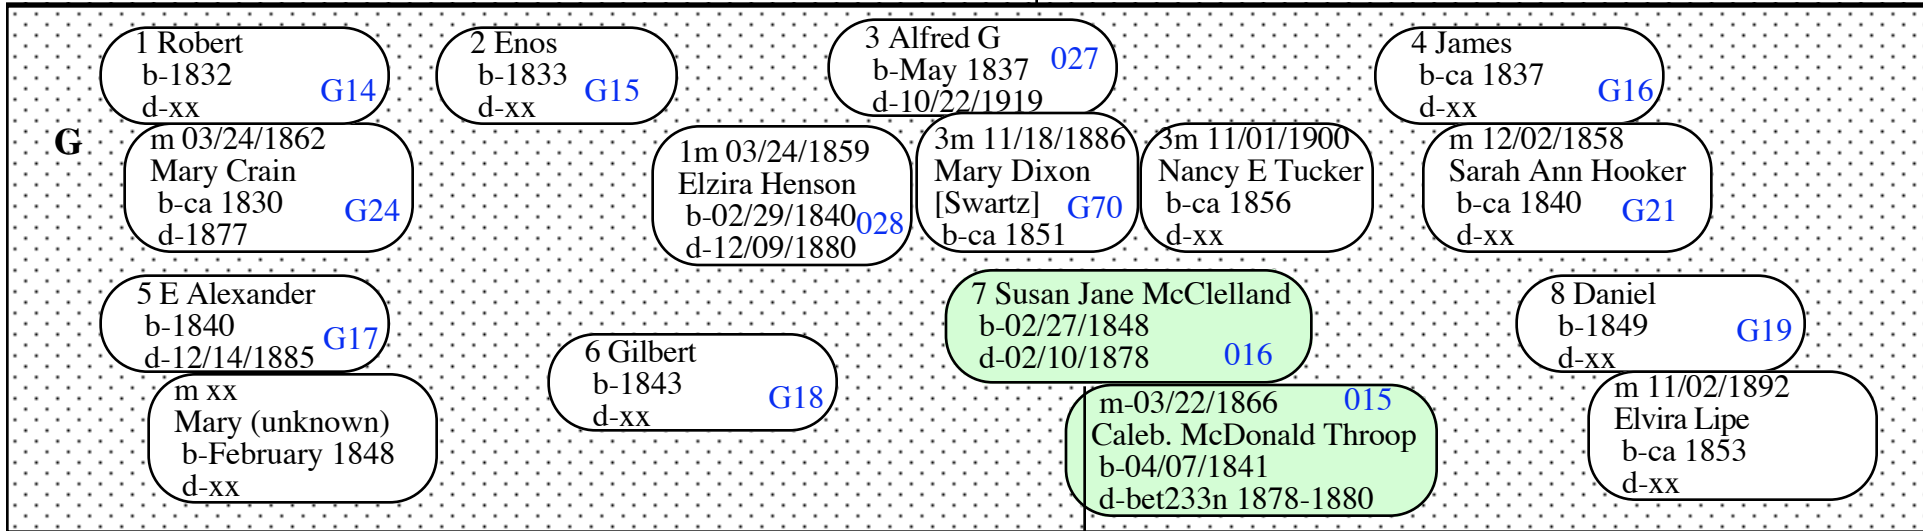 G
1 Robert
b-1832
G14
d-xx
m 03/24/1862
Mary Crain
b-ca 1830
G24
d-1877
2 Enos
b-1833
G15
d-xx
3 Alfred G
027
b-May 1837
d-10/22/1919
1m 03/24/1859
Elzira Henson
b-02/29/1840
028
d-12/09/1880
3m 11/18/1886
Mary Dixon
[Swartz] G70
b-ca 1851
3m 11/01/1900
Nancy E Tucker
b-ca 1856
d-xx
4 James
b-ca 1837
G16
d-xx
m 12/02/1858
Sarah Ann Hooker
b-ca 1840 G21
d-xx
5 E Alexander
b-1840
G17
d-12/14/1885
m xx
Mary (unknown)
b-February 1848
d-xx
6 Gilbert
b-1843
G18
d-xx
7 Susan Jane McClelland
b-02/27/1848
d-02/10/1878 016
m-03/22/1866 015
Caleb. McDonald Throop
b-04/07/1841
d-bet233n 1878-1880
8 Daniel
b-1849 G19
d-xx
m 11/02/1892
Elvira Lipe
b-ca 1853
d-xx